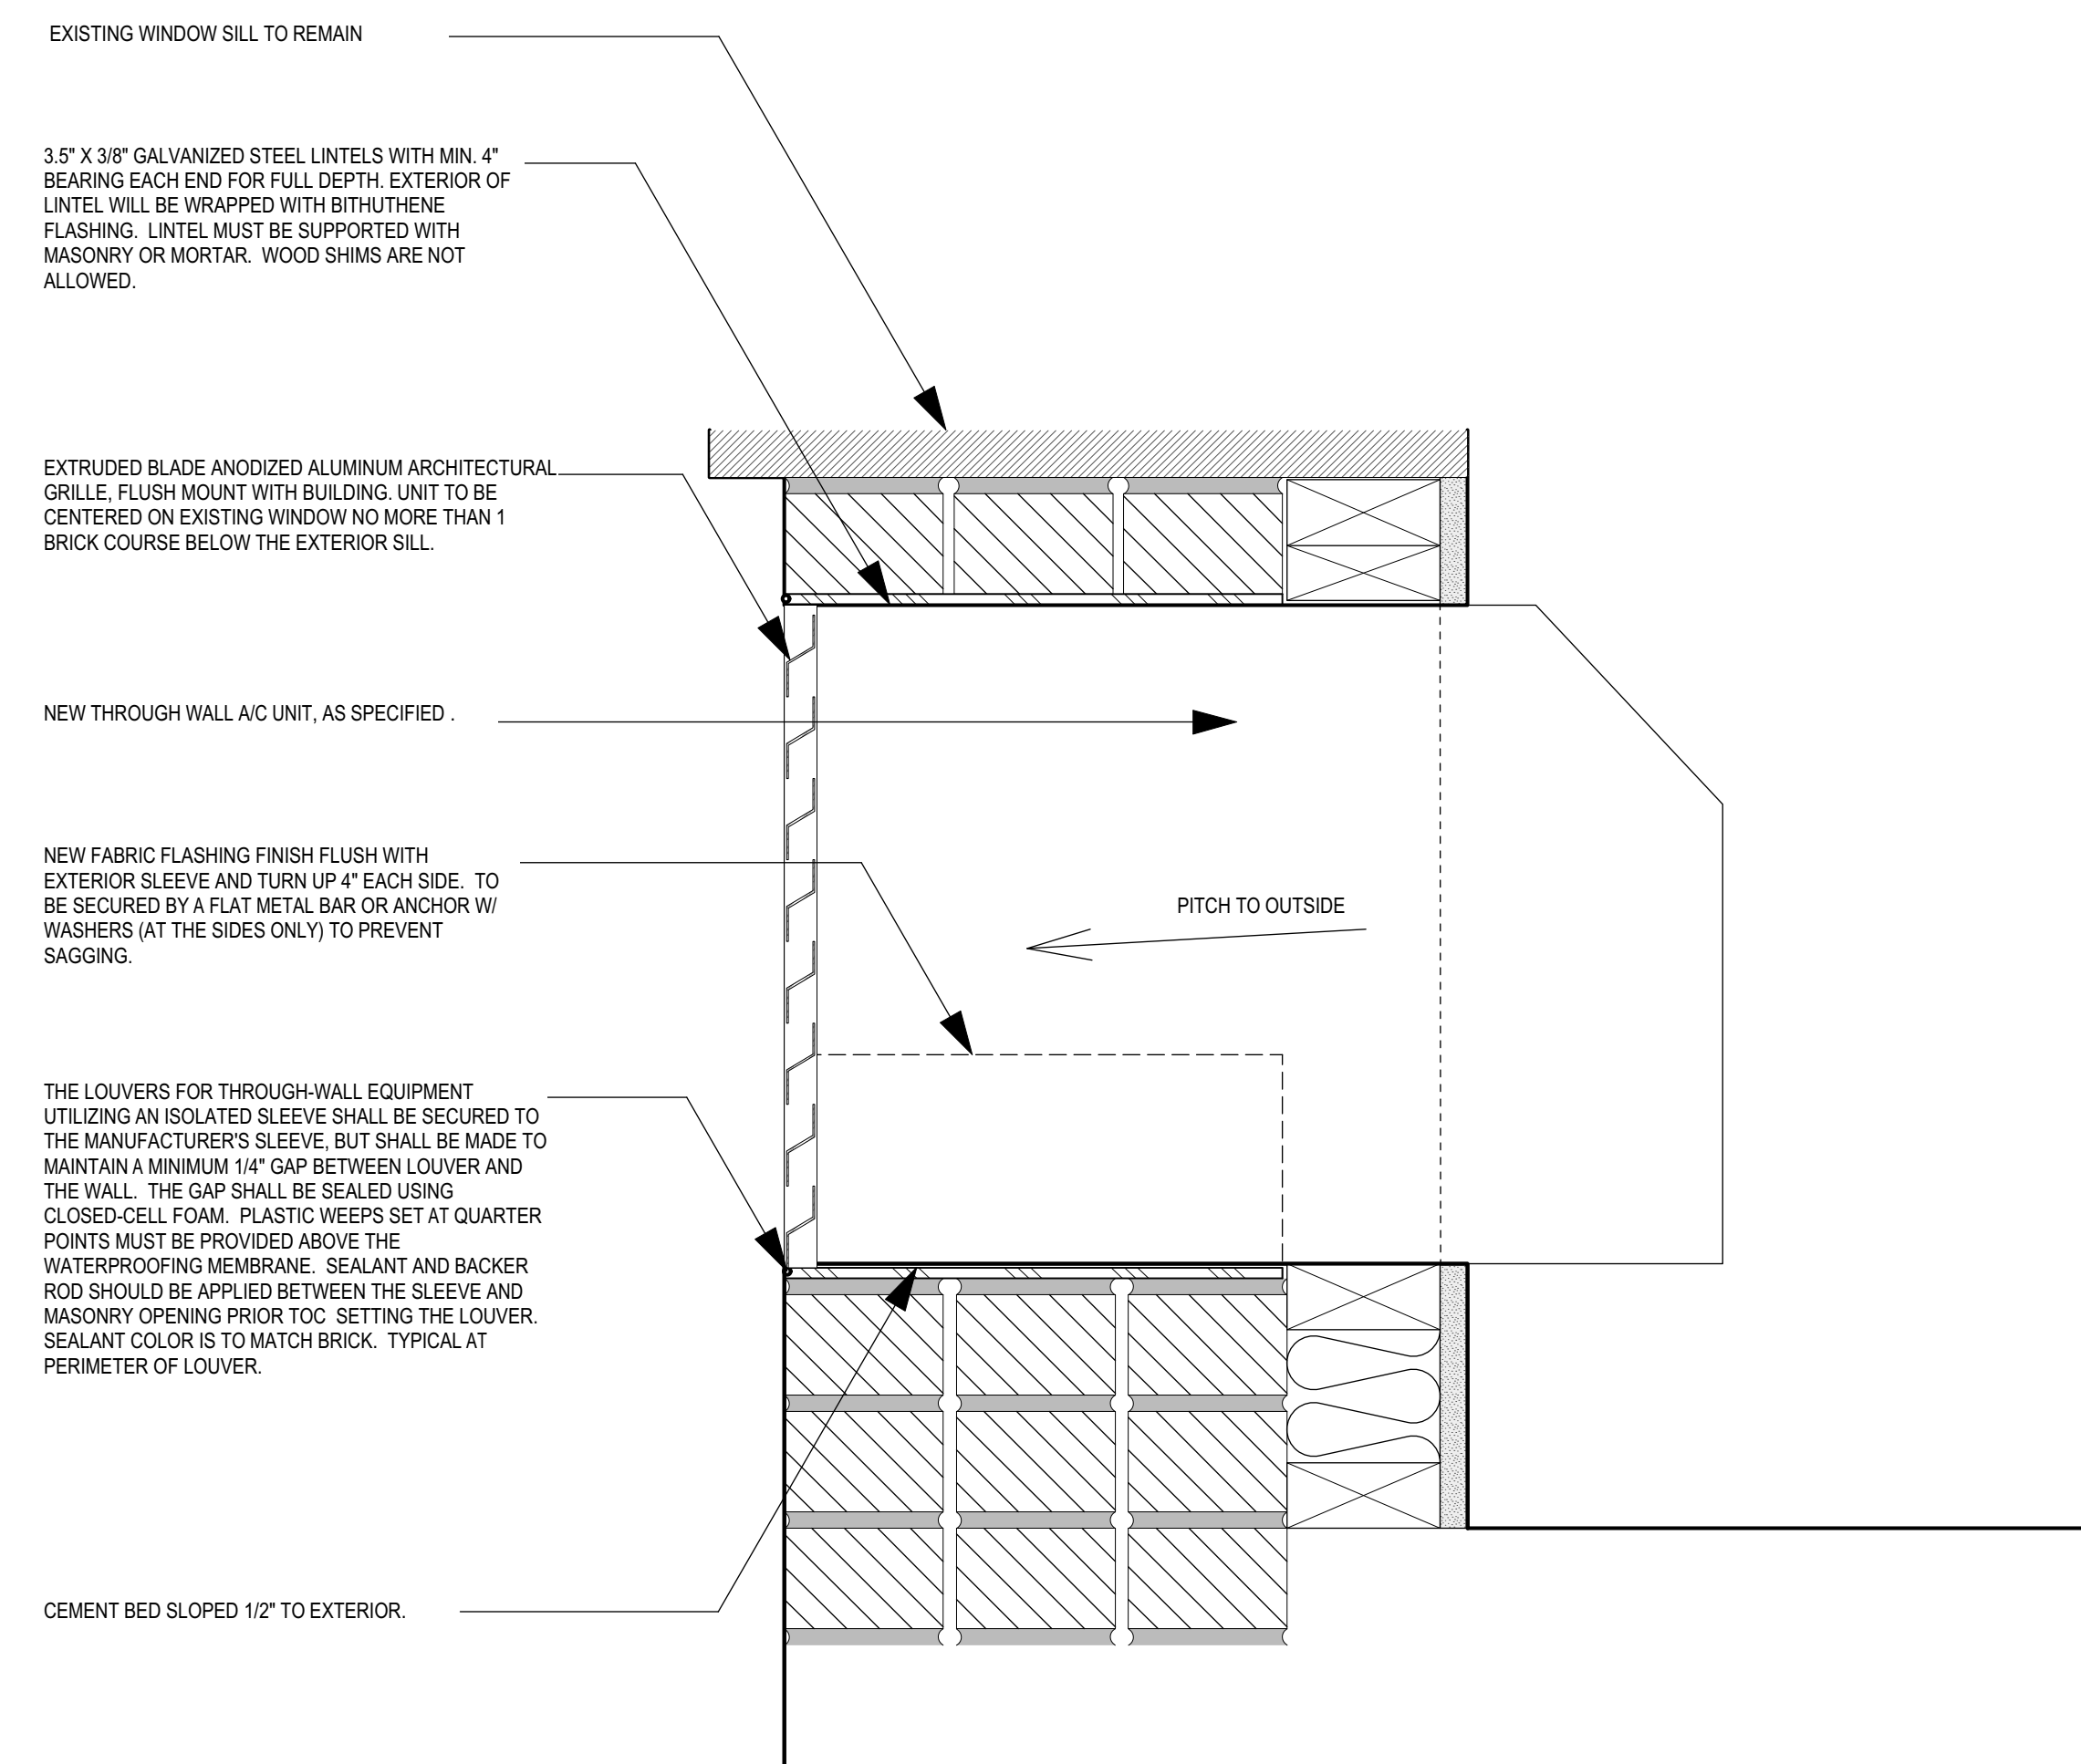 EXISTING WINDOW SILL TO REMAIN
3.5" X 3/8" GALVANIZED STEEL LINTELS WITH MIN. 4"
BEARING EACH END FOR FULL DEPTH. EXTERIOR OF
LINTEL WILL BE WRAPPED WITH BITHUTHENE
FLASHING. LINTEL MUST BE SUPPORTED WITH
MASONRY OR MORTAR. WOOD SHIMS ARE NOT
ALLOWED.
EXTRUDED BLADE ANODIZED ALUMINUM ARCHITECTURAL
GRILLE, FLUSH MOUNT WITH BUILDING. UNIT TO BE
CENTERED ON EXISTING WINDOW NO MORE THAN 1
BRICK COURSE BELOW THE EXTERIOR SILL.
NEW THROUGH WALL A/C UNIT, AS SPECIFIED .
NEW FABRIC FLASHING FINISH FLUSH WITH
EXTERIOR SLEEVE AND TURN UP 4" EACH SIDE. TO
BE SECURED BY A FLAT METAL BAR OR ANCHOR W/
WASHERS (AT THE SIDES ONLY) TO PREVENT
SAGGING.
PITCH TO OUTSIDE
THE LOUVERS FOR THROUGH-WALL EQUIPMENT
UTILIZING AN ISOLATED SLEEVE SHALL BE SECURED TO
THE MANUFACTURER'S SLEEVE, BUT SHALL BE MADE TO
MAINTAIN A MINIMUM 1/4" GAP BETWEEN LOUVER AND
THE WALL. THE GAP SHALL BE SEALED USING
CLOSED-CELL FOAM. PLASTIC WEEPS SET AT QUARTER
POINTS MUST BE PROVIDED ABOVE THE
WATERPROOFING MEMBRANE. SEALANT AND BACKER
ROD SHOULD BE APPLIED BETWEEN THE SLEEVE AND
MASONRY OPENING PRIOR TOC SETTING THE LOUVER.
SEALANT COLOR IS TO MATCH BRICK. TYPICAL AT
PERIMETER OF LOUVER.
CEMENT BED SLOPED 1/2" TO EXTERIOR.